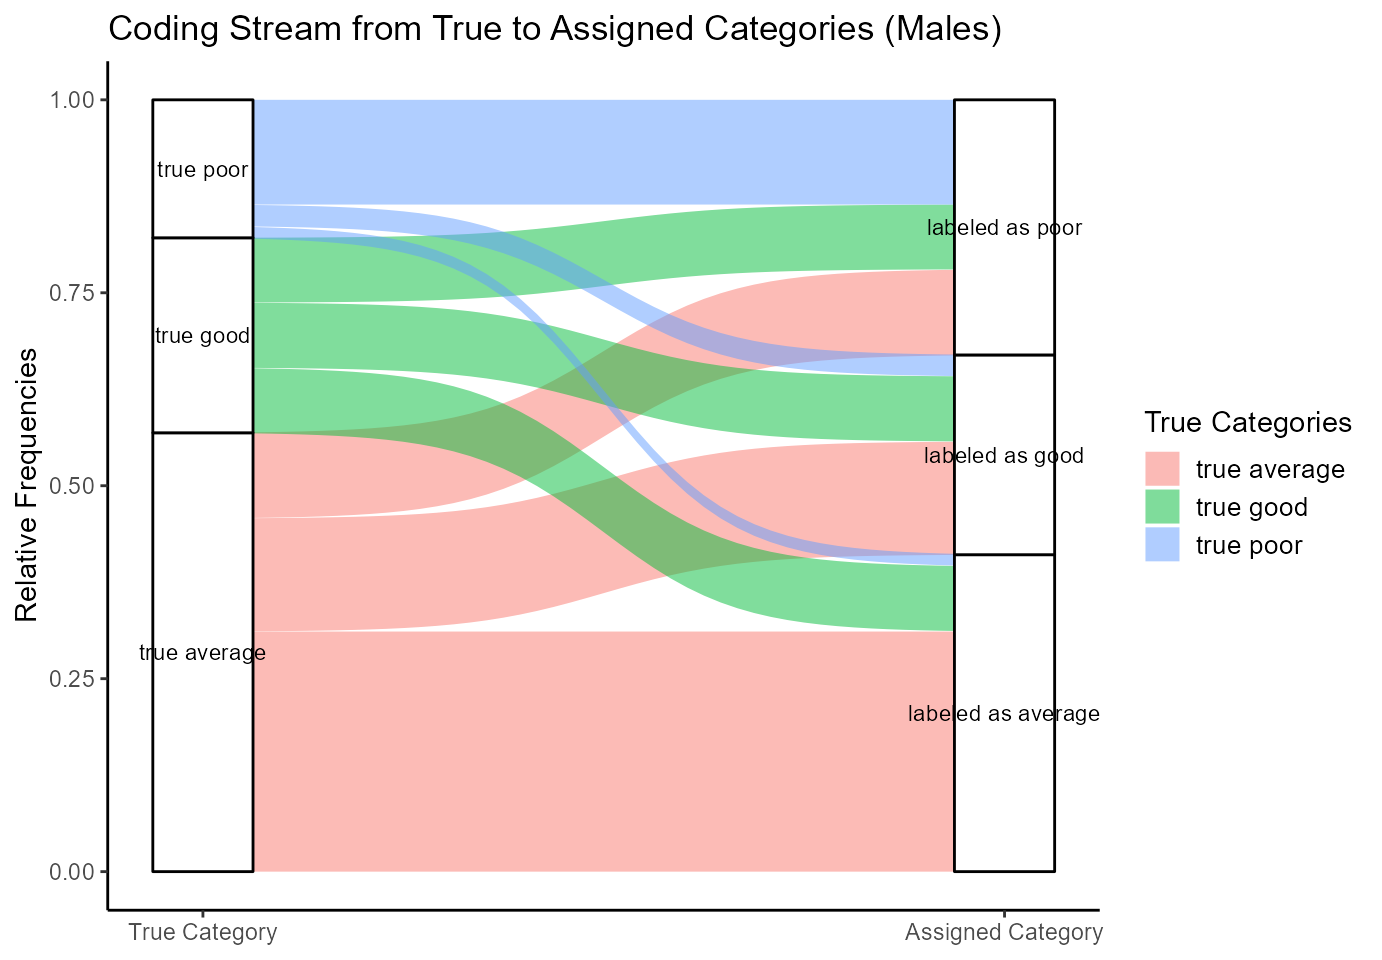 Coding Stream from True to Assigned Categories (Males)
Relative Frequencies
1.00
0.75
0.50
0.25
0.00
true poor
true good
true average
labeled as poor
labeled as good
labeled as average
True Category
Assigned Category
True Categories
true average
true good
true poor